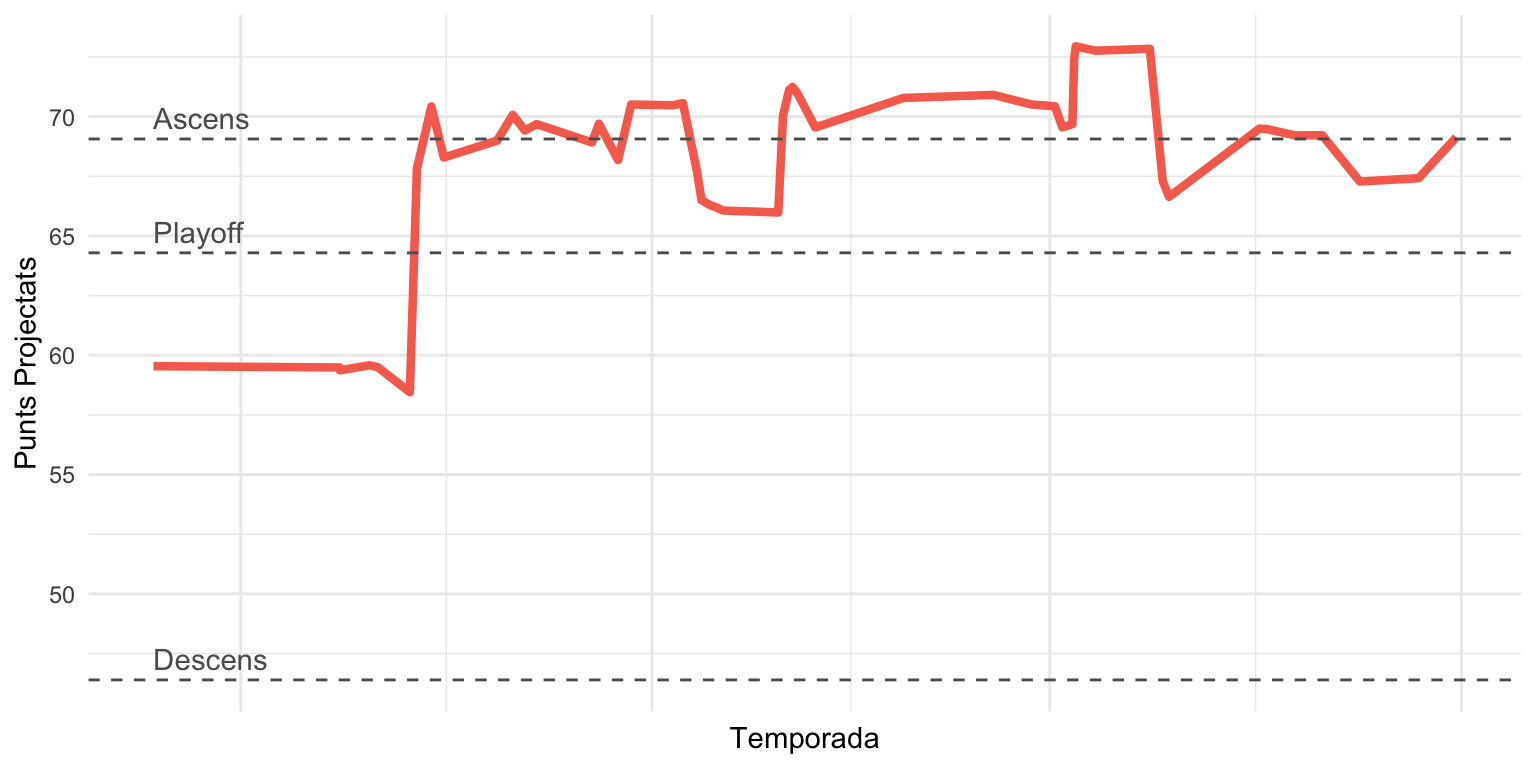 70
Ascens
65
Playoff
60
55
50
Descens
Punts Projectats
Temporada